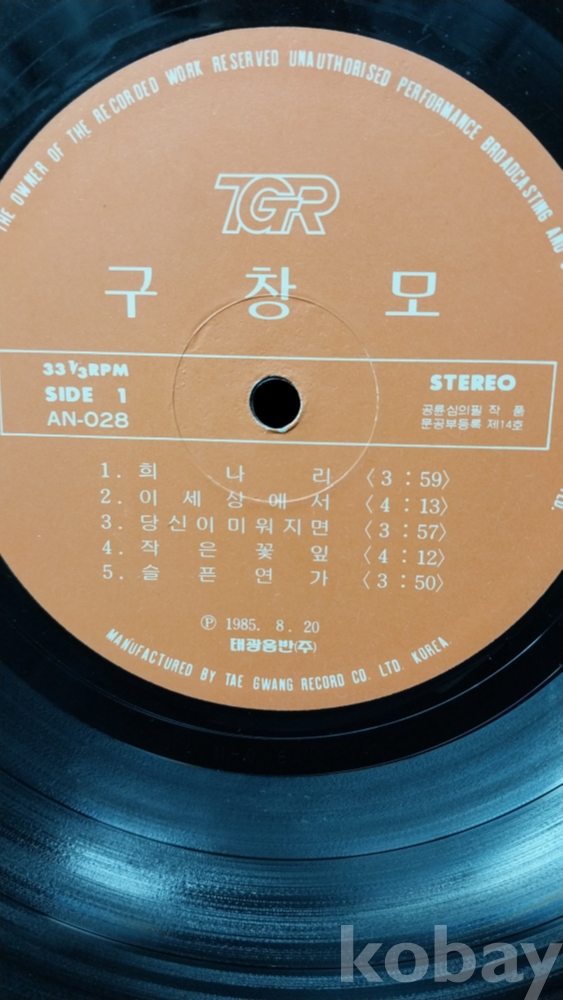 THE OWNER OF THE RECORDED WORK RESERVED UNAUTHORISED PERFORMANCE BROADCASTING AND
TGR
구 창 모
33 1/3 RPM
SIDE 1
AN-028
STEREO
공륜심의필 작 품
문공부등록 제14호
1. 희 나 리 〈3 : 59〉
2. 이 세 상 에 서 〈4 : 13〉
3. 당신이미워지면 〈3 : 57〉
4. 작 은 꽃 잎 〈4 : 12〉
5. 슬 픈 연 가 〈3 : 50〉
Ⓟ 1985. 8. 20
태광음반(주)
MANUFACTURED BY TAE GWANG RECORD CO. LTD. KOREA
kobay